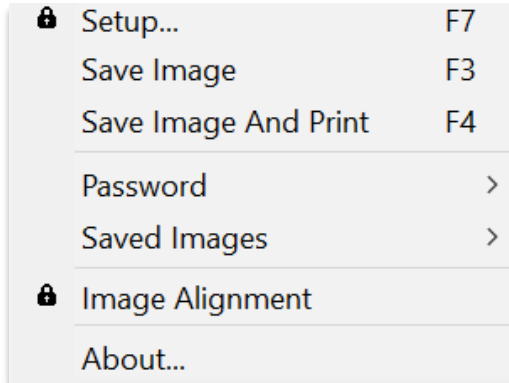 Setup... F7
Save Image F3
Save Image And Print F4
Password
Saved Images
Image Alignment
About...